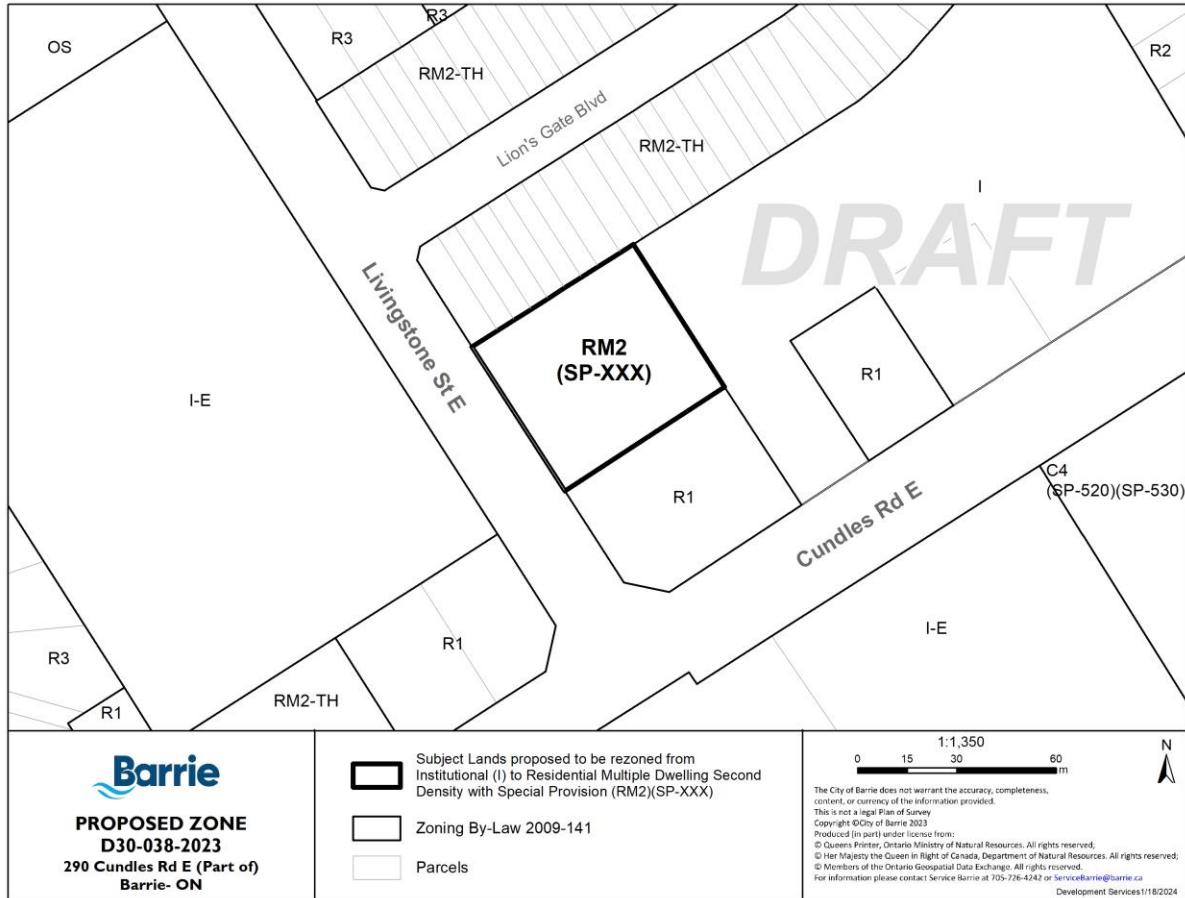 OS
R3
R3
RM2-TH
R2
Lion's Gate Blvd
RM2-TH
I
DRAFT
Livingstone St E
RM2
(SP-XXX)
I-E
R1
R1
C4
(SP-520)(SP-530)
Cundles Rd E
R3
R1
I-E
R1
RM2-TH
Barrie
PROPOSED ZONE
D30-038-2023
290 Cundles Rd E (Part of)
Barrie- ON
Subject Lands proposed to be rezoned from
Institutional (I) to Residential Multiple Dwelling Second
Density with Special Provision (RM2)(SP-XXX)
Zoning By-Law 2009-141
Parcels
1:1,350
0 15 30 60
m
N
The City of Barrie does not warrant the accuracy, completeness,
content, or currency of the information provided.
This is not a legal Plan of Survey
Copyright ©City of Barrie 2023
Produced (in part) under license from:
© Queens Printer, Ontario Ministry of Natural Resources. All rights reserved;
© Her Majesty the Queen in Right of Canada, Department of Natural Resources. All rights reserved;
© Members of the Ontario Geospatial Data Exchange. All rights reserved.
For information please contact Service Barrie at 705-726-4242 or ServiceBarrie@barrie.ca
Development Services1/18/2024